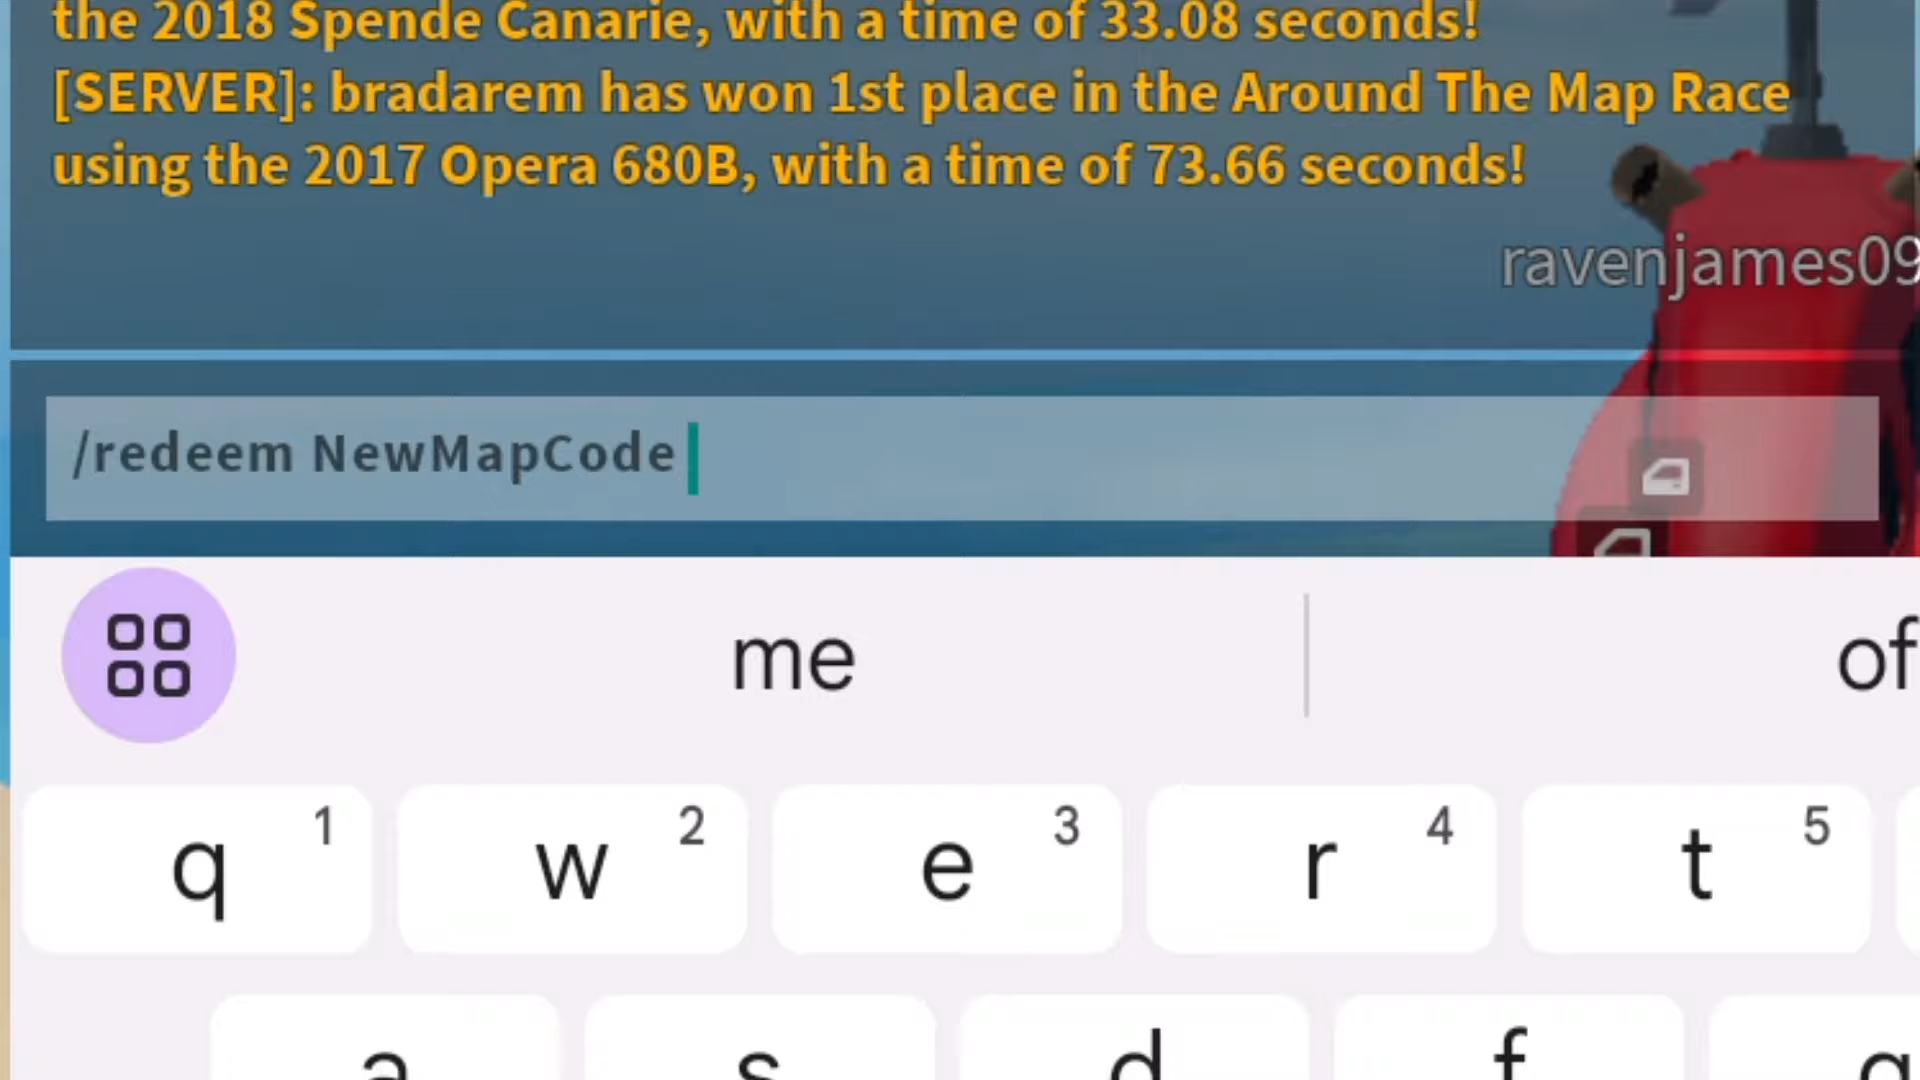 the 2018 Spende Canarie, with a time of 33.08 seconds!
[SERVER]: bradarem has won 1st place in the Around The Map Race
using the 2017 Opera 680B, with a time of 73.66 seconds!
ravenjames09
/redeem NewMapCode
me of
q 1 w 2 e 3 r 4 t 5
a s d f g